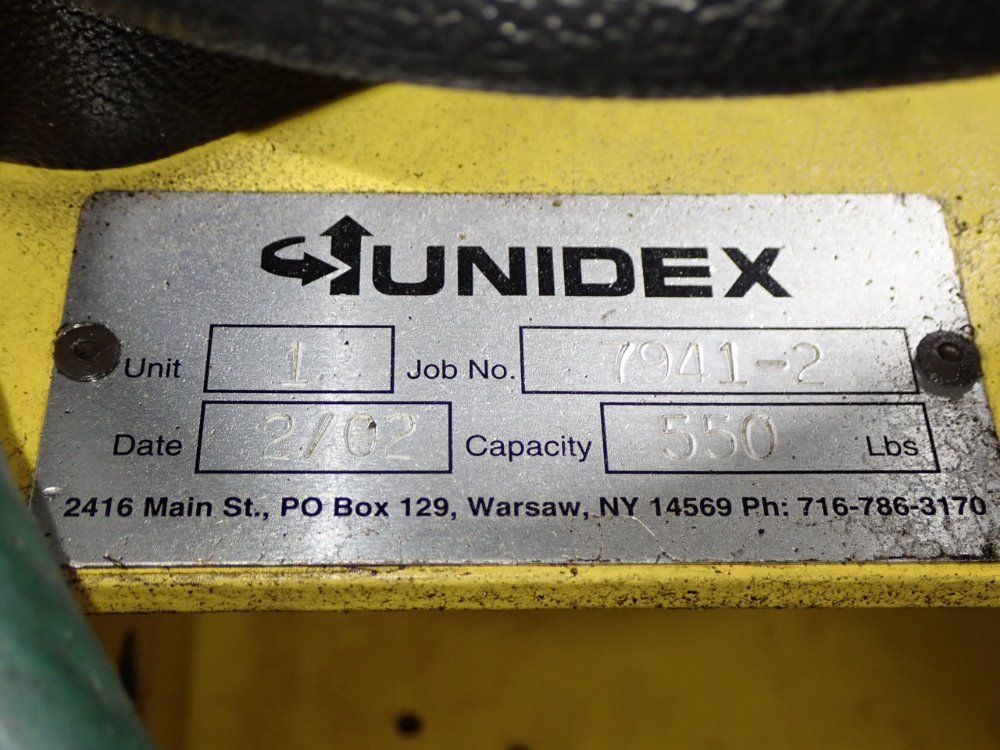 UNIDEX
Unit 1 Job No. 7941-2
Date 2/02 Capacity 550 Lbs
2416 Main St., PO Box 129, Warsaw, NY 14569 Ph: 716-786-3170